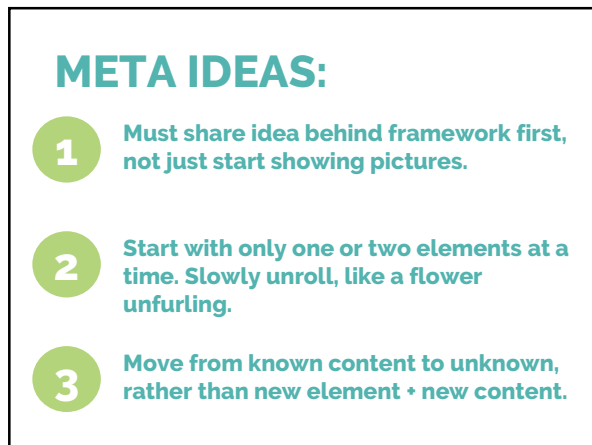 META IDEAS:
1
Must share idea behind framework first,
not just start showing pictures.
2
Start with only one or two elements at a
time. Slowly unroll, like a flower
unfurling.
3
Move from known content to unknown,
rather than new element + new content.